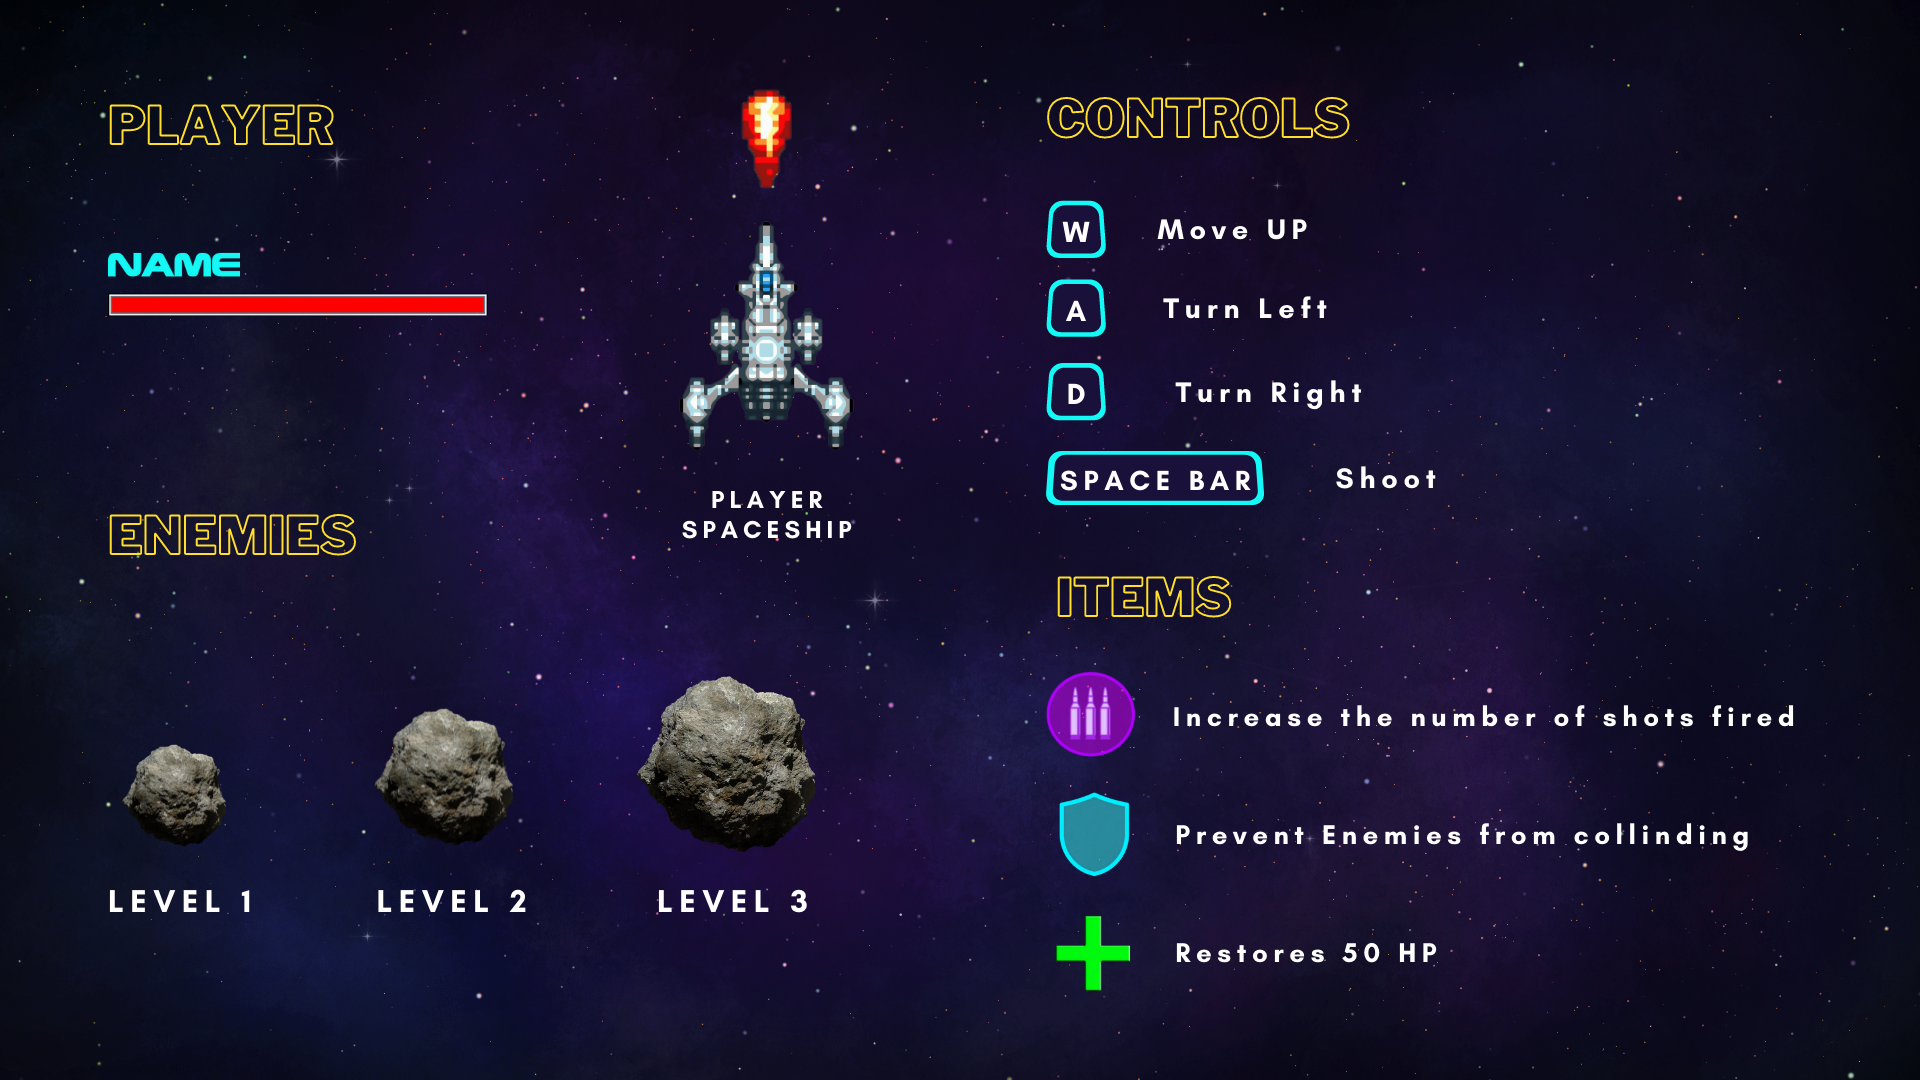 PLAYER
NAME
PLAYER
SPACESHIP
ENEMIES
LEVEL 1
LEVEL 2
LEVEL 3
CONTROLS
W Move UP
A Turn Left
D Turn Right
SPACE BAR Shoot
ITEMS
Increase the number of shots fired
Prevent Enemies from collinding
Restores 50 HP